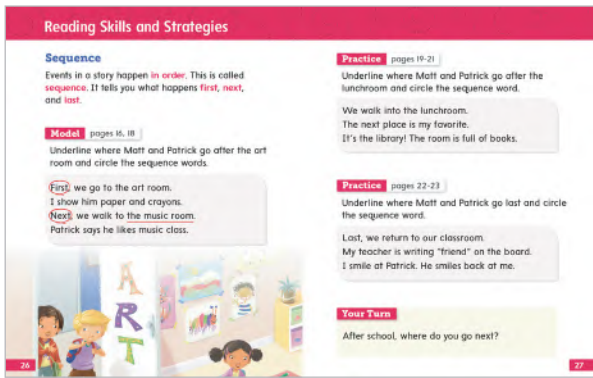 Reading Skills and Strategies
Sequence
Events in a story happen in order. This is called
sequence. It tells you what happens first, next,
and last.
Model pages 16, 18
Underline where Matt and Patrick go after the art
room and circle the sequence words.
First, we go to the art room.
I show him paper and crayons.
Next, we walk to the music room.
Patrick says he likes music class.
ART
26
Practice pages 19-21
Underline where Matt and Patrick go after the
lunchroom and circle the sequence word.
We walk into the lunchroom.
The next place is my favorite.
It's the library! The room is full of books.
Practice pages 22-23
Underline where Matt and Patrick go last and circle
the sequence word.
Last, we return to our classroom.
My teacher is writing "friend" on the board.
I smile at Patrick. He smiles back at me.
Your Turn
After school, where do you go next?
27